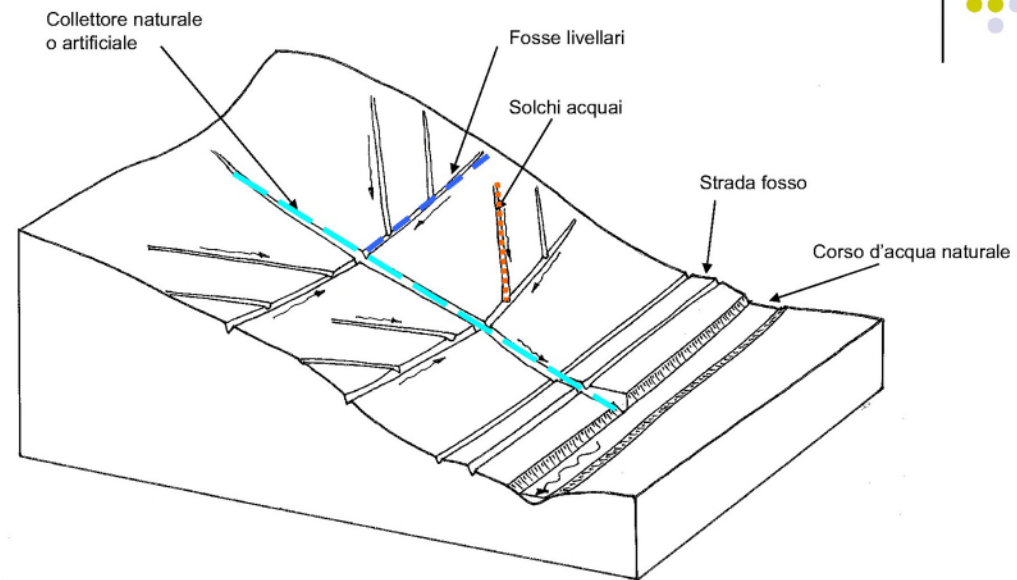 Collettore naturale
o artificiale
Fosse livellari
Solchi acquai
Strada fosso
Corso d'acqua naturale